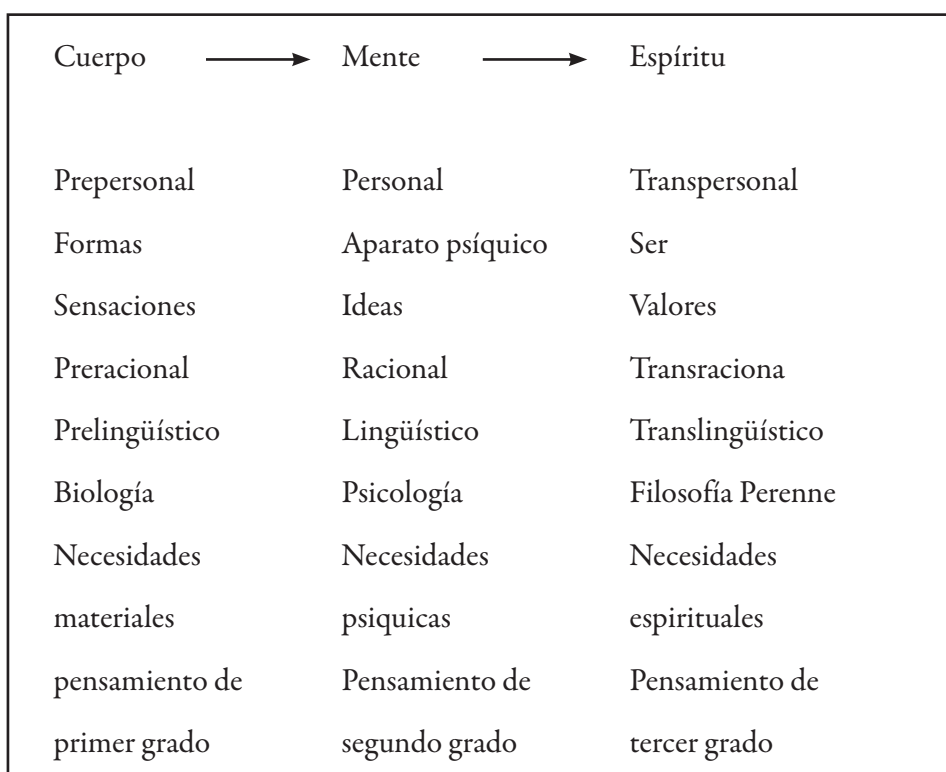 Cuerpo Mente Espíritu
Prepersonal Personal Transpersonal
Formas Aparato psíquico Ser
Sensaciones Ideas Valores
Preracional Racional Transraciona
Prelingüístico Lingüístico Translingüístico
Biología Psicología Filosofía Perenne
Necesidades Necesidades Necesidades
materiales psiquicas espirituales
pensamiento de Pensamiento de Pensamiento de
primer grado segundo grado tercer grado